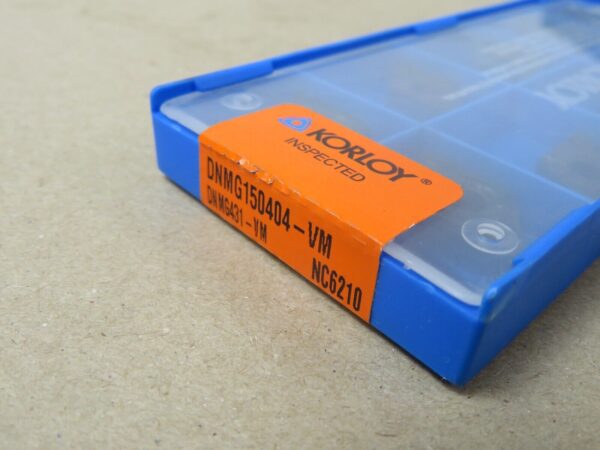 KORLOY ®
INSPECTED
DNMG150404-VM
DNMG431-VM
NC6210